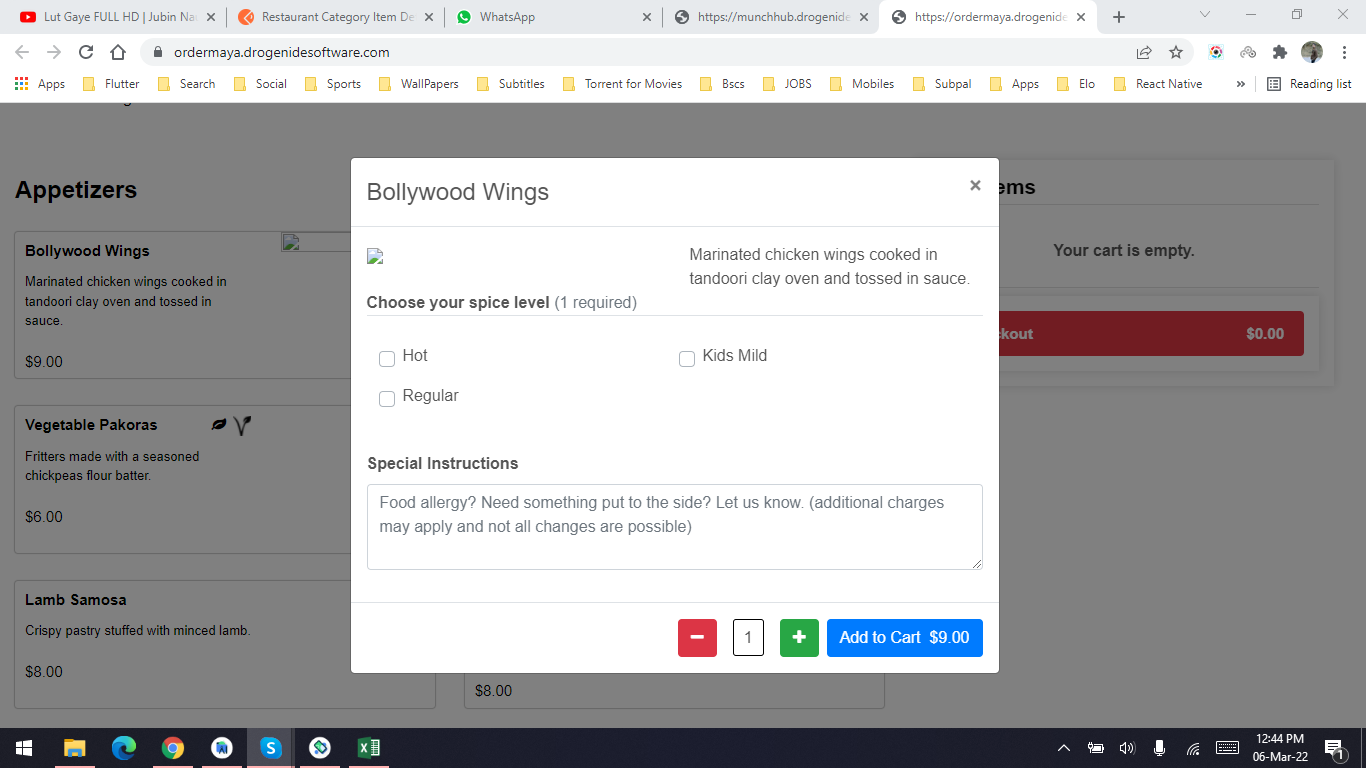 Lut Gaye FULL HD | Jubin Na
Restaurant Category Item De
WhatsApp
https://munchhub.drogenide
https://ordermaya.drogenide
ordermaya.drogenidesoftware.com
Apps
Flutter
Search
Social
Sports
WallPapers
Subtitles
Torrent for Movies
Bscs
JOBS
Mobiles
Subpal
Apps
Elo
React Native
»
Reading list
Appetizers
Bollywood Wings
Marinated chicken wings cooked in
tandoori clay oven and tossed in
sauce.
$9.00
Vegetable Pakoras
Fritters made with a seasoned
chickpeas flour batter.
$6.00
Lamb Samosa
Crispy pastry stuffed with minced lamb.
$8.00
$8.00
Bollywood Wings
×
Marinated chicken wings cooked in
tandoori clay oven and tossed in sauce.
Choose your spice level (1 required)
Hot
Kids Mild
Regular
Special Instructions
Food allergy? Need something put to the side? Let us know. (additional charges
may apply and not all changes are possible)
1
Add to Cart $9.00
ems
Your cart is empty.
ckout
$0.00
12:44 PM
06-Mar-22
1